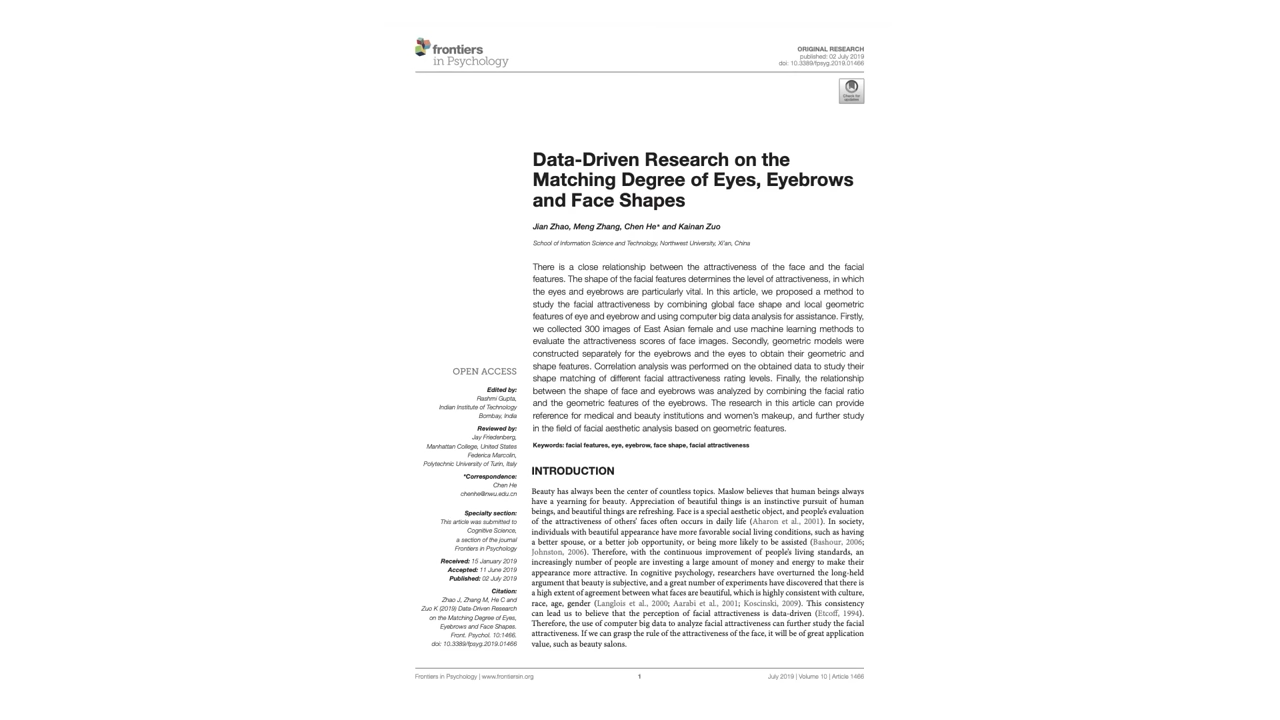 frontiers
in Psychology
ORIGINAL RESEARCH
published: 02 July 2019
doi: 10.3389/fpsyg.2019.01466
Check for
updates
Data-Driven Research on the
Matching Degree of Eyes, Eyebrows
and Face Shapes
Jian Zhao, Meng Zhang, Chen He* and Kainan Zuo
School of Information Science and Technology, Northwest University, Xi'an, China
There is a close relationship between the attractiveness of the face and the facial
features. The shape of the facial features determines the level of attractiveness, in which
the eyes and eyebrows are particularly vital. In this article, we proposed a method to
study the facial attractiveness by combining global face shape and local geometric
features of eye and eyebrow and using computer big data analysis for assistance. Firstly,
we collected 300 images of East Asian female and use machine learning methods to
evaluate the attractiveness scores of face images. Secondly, geometric models were
constructed separately for the eyebrows and the eyes to obtain their geometric and
shape features. Correlation analysis was performed on the obtained data to study their
shape matching of different facial attractiveness rating levels. Finally, the relationship
between the shape of face and eyebrows was analyzed by combining the facial ratio
and the geometric features of the eyebrows. The research in this article can provide
reference for medical and beauty institutions and women's makeup, and further study
in the field of facial aesthetic analysis based on geometric features.
Keywords: facial features, eye, eyebrow, face shape, facial attractiveness
OPEN ACCESS
Edited by:
Rashmi Gupta,
Indian Institute of Technology
Bombay, India
Reviewed by:
Jay Friedenberg,
Manhattan College, United States
Federica Marcolin,
Polytechnic University of Turin, Italy
*Correspondence:
Chen He
chenhe@nwu.edu.cn
Specialty section:
This article was submitted to
Cognitive Science,
a section of the journal
Frontiers in Psychology
Received: 15 January 2019
Accepted: 11 June 2019
Published: 02 July 2019
Citation:
Zhao J, Zhang M, He C and
Zuo K (2019) Data-Driven Research
on the Matching Degree of Eyes,
Eyebrows and Face Shapes.
Front. Psychol. 10:1466.
doi: 10.3389/fpsyg.2019.01466
INTRODUCTION
Beauty has always been the center of countless topics. Maslow believes that human beings always
have a yearning for beauty. Appreciation of beautiful things is an instinctive pursuit of human
beings, and beautiful things are refreshing. Face is a special aesthetic object, and people's evaluation
of the attractiveness of others' faces often occurs in daily life (Aharon et al., 2001). In society,
individuals with beautiful appearance have more favorable social living conditions, such as having
a better spouse, or a better job opportunity, or being more likely to be assisted (Bashour, 2006;
Johnston, 2006). Therefore, with the continuous improvement of people's living standards, an
increasingly number of people are investing a large amount of money and energy to make their
appearance more attractive. In cognitive psychology, researchers have overturned the long-held
argument that beauty is subjective, and a great number of experiments have discovered that there is
a high extent of agreement between what faces are beautiful, which is highly consistent with culture,
race, age, gender (Langlois et al., 2000; Aarabi et al., 2001; Koscinski, 2009). This consistency
can lead us to believe that the perception of facial attractiveness is data-driven (Etcoff, 1994).
Therefore, the use of computer big data to analyze facial attractiveness can further study the facial
attractiveness. If we can grasp the rule of the attractiveness of the face, it will be of great application
value, such as beauty salons.
Frontiers in Psychology | www.frontiersin.org
1
July 2019 | Volume 10 | Article 1466